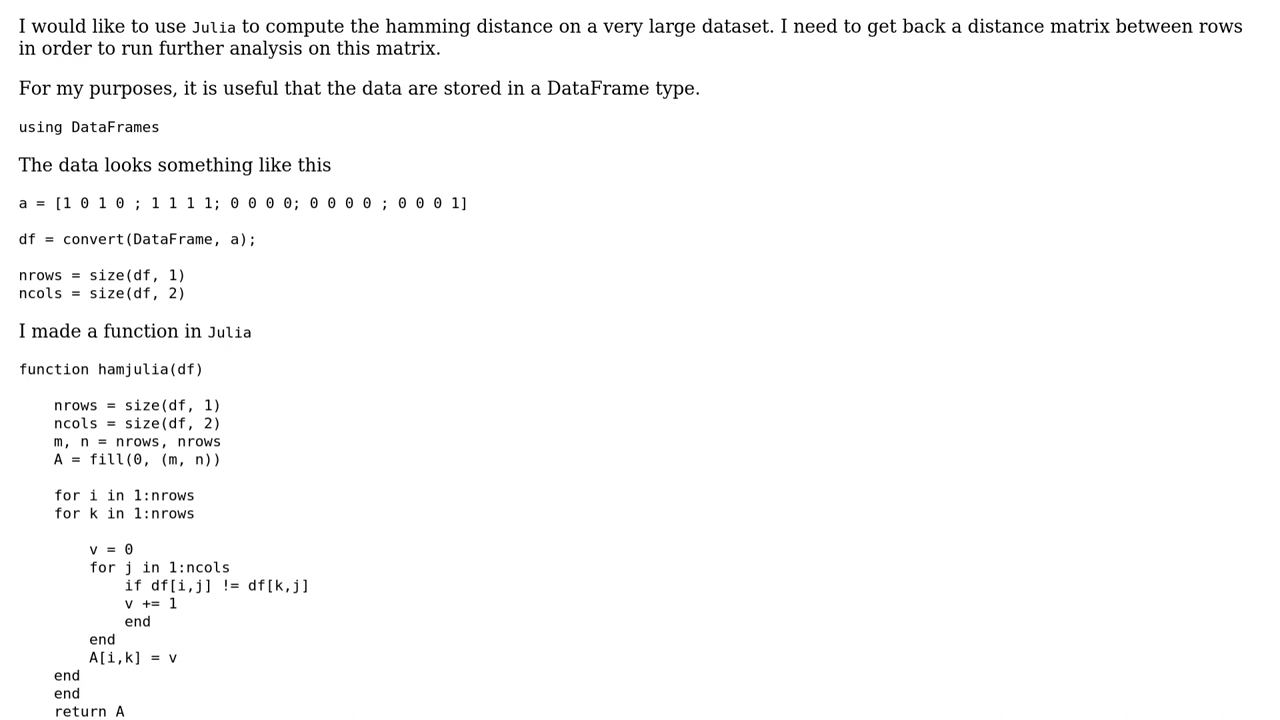 I would like to use Julia to compute the hamming distance on a very large dataset. I need to get back a distance matrix between rows
in order to run further analysis on this matrix.
For my purposes, it is useful that the data are stored in a DataFrame type.
using DataFrames
The data looks something like this
a = [1 0 1 0 ; 1 1 1 1; 0 0 0 0; 0 0 0 0 ; 0 0 0 1]
df = convert(DataFrame, a);
nrows = size(df, 1)
ncols = size(df, 2)
I made a function in Julia
function hamjulia(df)
    nrows = size(df, 1)
    ncols = size(df, 2)
    m, n = nrows, nrows
    A = fill(0, (m, n))
    for i in 1:nrows
    for k in 1:nrows
        v = 0
        for j in 1:ncols
            if df[i,j] != df[k,j]
            v += 1
            end
        end
        A[i,k] = v
    end
    end
    return A